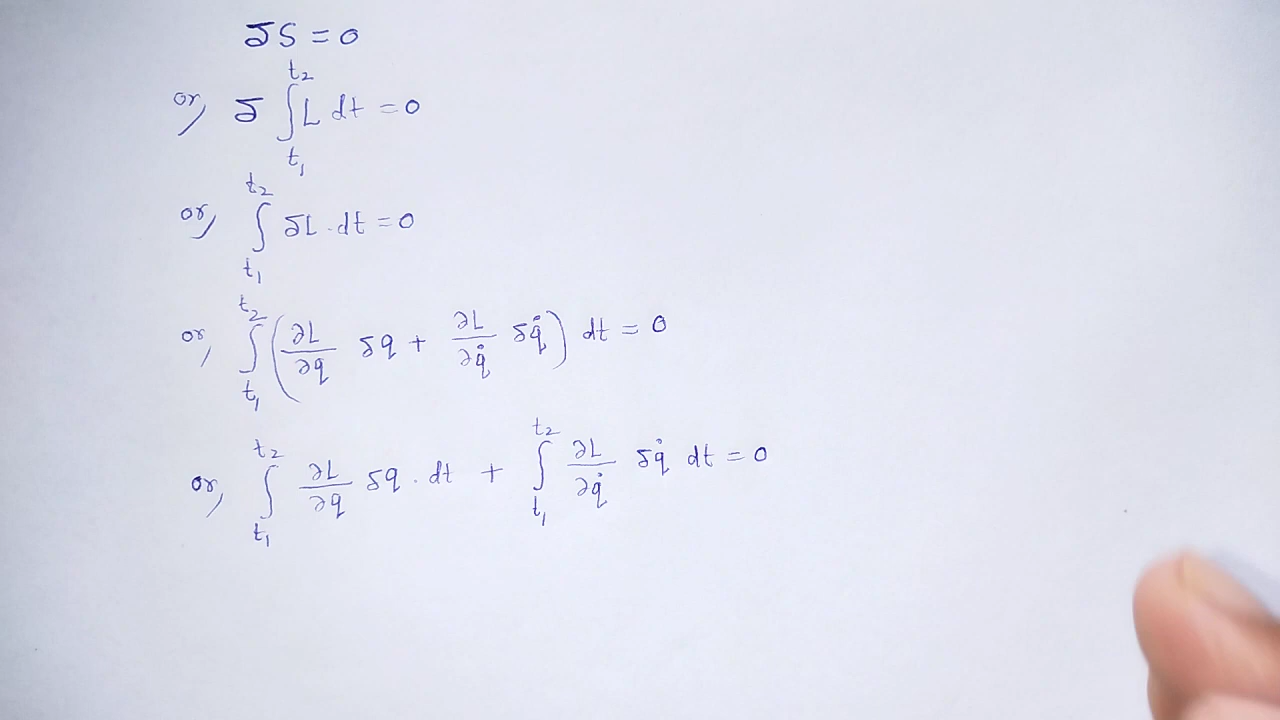 δS = 0
or, δ ∫_{t₁}^{t₂} L dt = 0
or, ∫_{t₁}^{t₂} δL · dt = 0
or, ∫_{t₁}^{t₂} (∂L/∂q δq + ∂L/∂q̇ δq̇) dt = 0
or, ∫_{t₁}^{t₂} ∂L/∂q δq · dt + ∫_{t₁}^{t₂} ∂L/∂q̇ δq̇ dt = 0